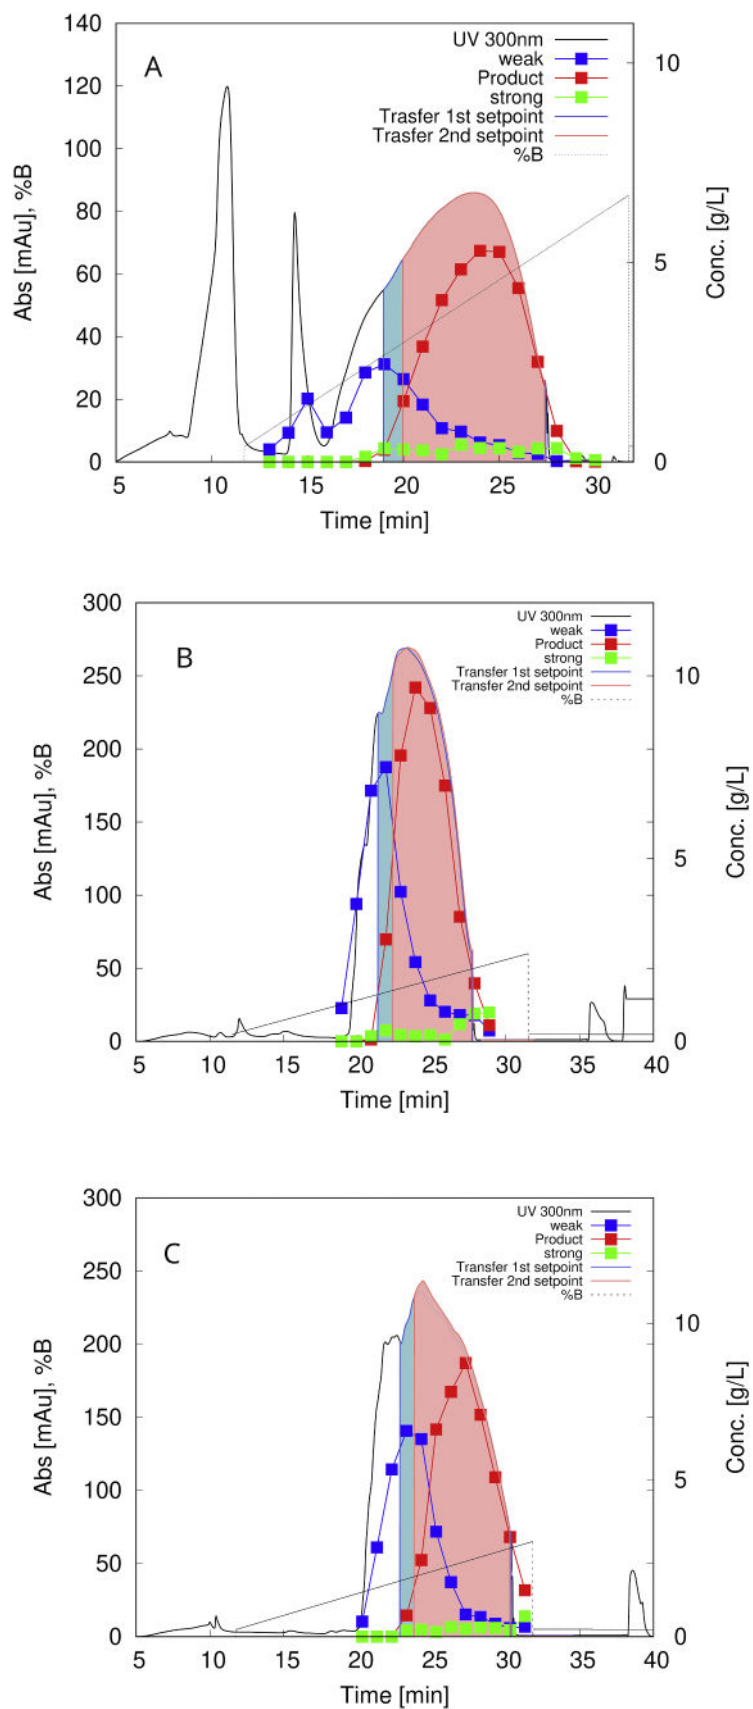 A
UV 300nm
weak
Product
strong
Trasfer 1st setpoint
Trasfer 2nd setpoint
%B
Abs [mAu], %B
0
20
40
60
80
100
120
140
5
10
15
20
25
30
Time [min]
0
5
10
Conc. [g/L]
B
UV 300nm
weak
Product
strong
Transfer 1st setpoint
Transfer 2nd setpoint
%B
Abs [mAu], %B
0
50
100
150
200
250
300
5
10
15
20
25
30
35
40
Time [min]
0
5
10
Conc. [g/L]
C
UV 300nm
weak
Product
strong
Transfer 1st setpoint
Transfer 2nd setpoint
%B
Abs [mAu], %B
0
50
100
150
200
250
300
5
10
15
20
25
30
35
40
Time [min]
0
5
10
Conc. [g/L]